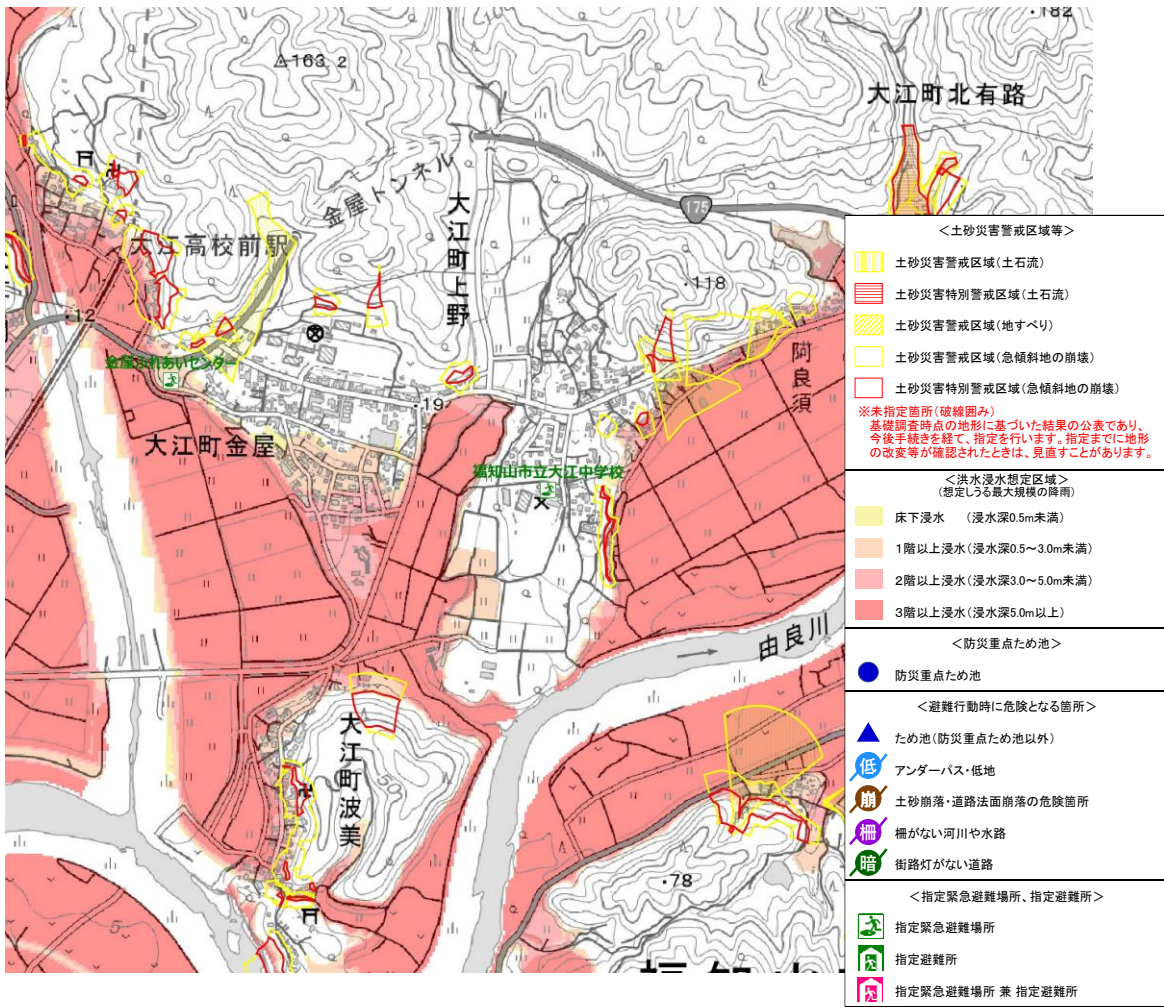 ・182
△163.2
大江町北有路
金屋トンネル
大江町上野
175
大江高校前駅
・118
・12
金屋ふれあいセンター
阿良須
・19
大江町金屋
福知山市立大江中学校
由良川
大江町波美
50
・78
5
＜土砂災害警戒区域等＞
土砂災害警戒区域（土石流）
土砂災害特別警戒区域（土石流）
土砂災害警戒区域（地すべり）
土砂災害警戒区域（急傾斜地の崩壊）
土砂災害特別警戒区域（急傾斜地の崩壊）
※未指定箇所（破線囲み）
基礎調査時点の地形に基づいた結果の公表であり、
今後手続きを経て、指定を行います。指定までに地形
の改変等が確認されたときは、見直すことがあります。
＜洪水浸水想定区域＞
（想定しうる最大規模の降雨）
床下浸水　（浸水深0.5m未満）
1階以上浸水（浸水深0.5～3.0m未満）
2階以上浸水（浸水深3.0～5.0m未満）
3階以上浸水（浸水深5.0m以上）
＜防災重点ため池＞
防災重点ため池
＜避難行動時に危険となる箇所＞
ため池（防災重点ため池以外）
低 アンダーパス・低地
崩 土砂崩落・道路法面崩落の危険箇所
柵 柵がない河川や水路
暗 街路灯がない道路
＜指定緊急避難場所、指定避難所＞
指定緊急避難場所
指定避難所
指定緊急避難場所 兼 指定避難所